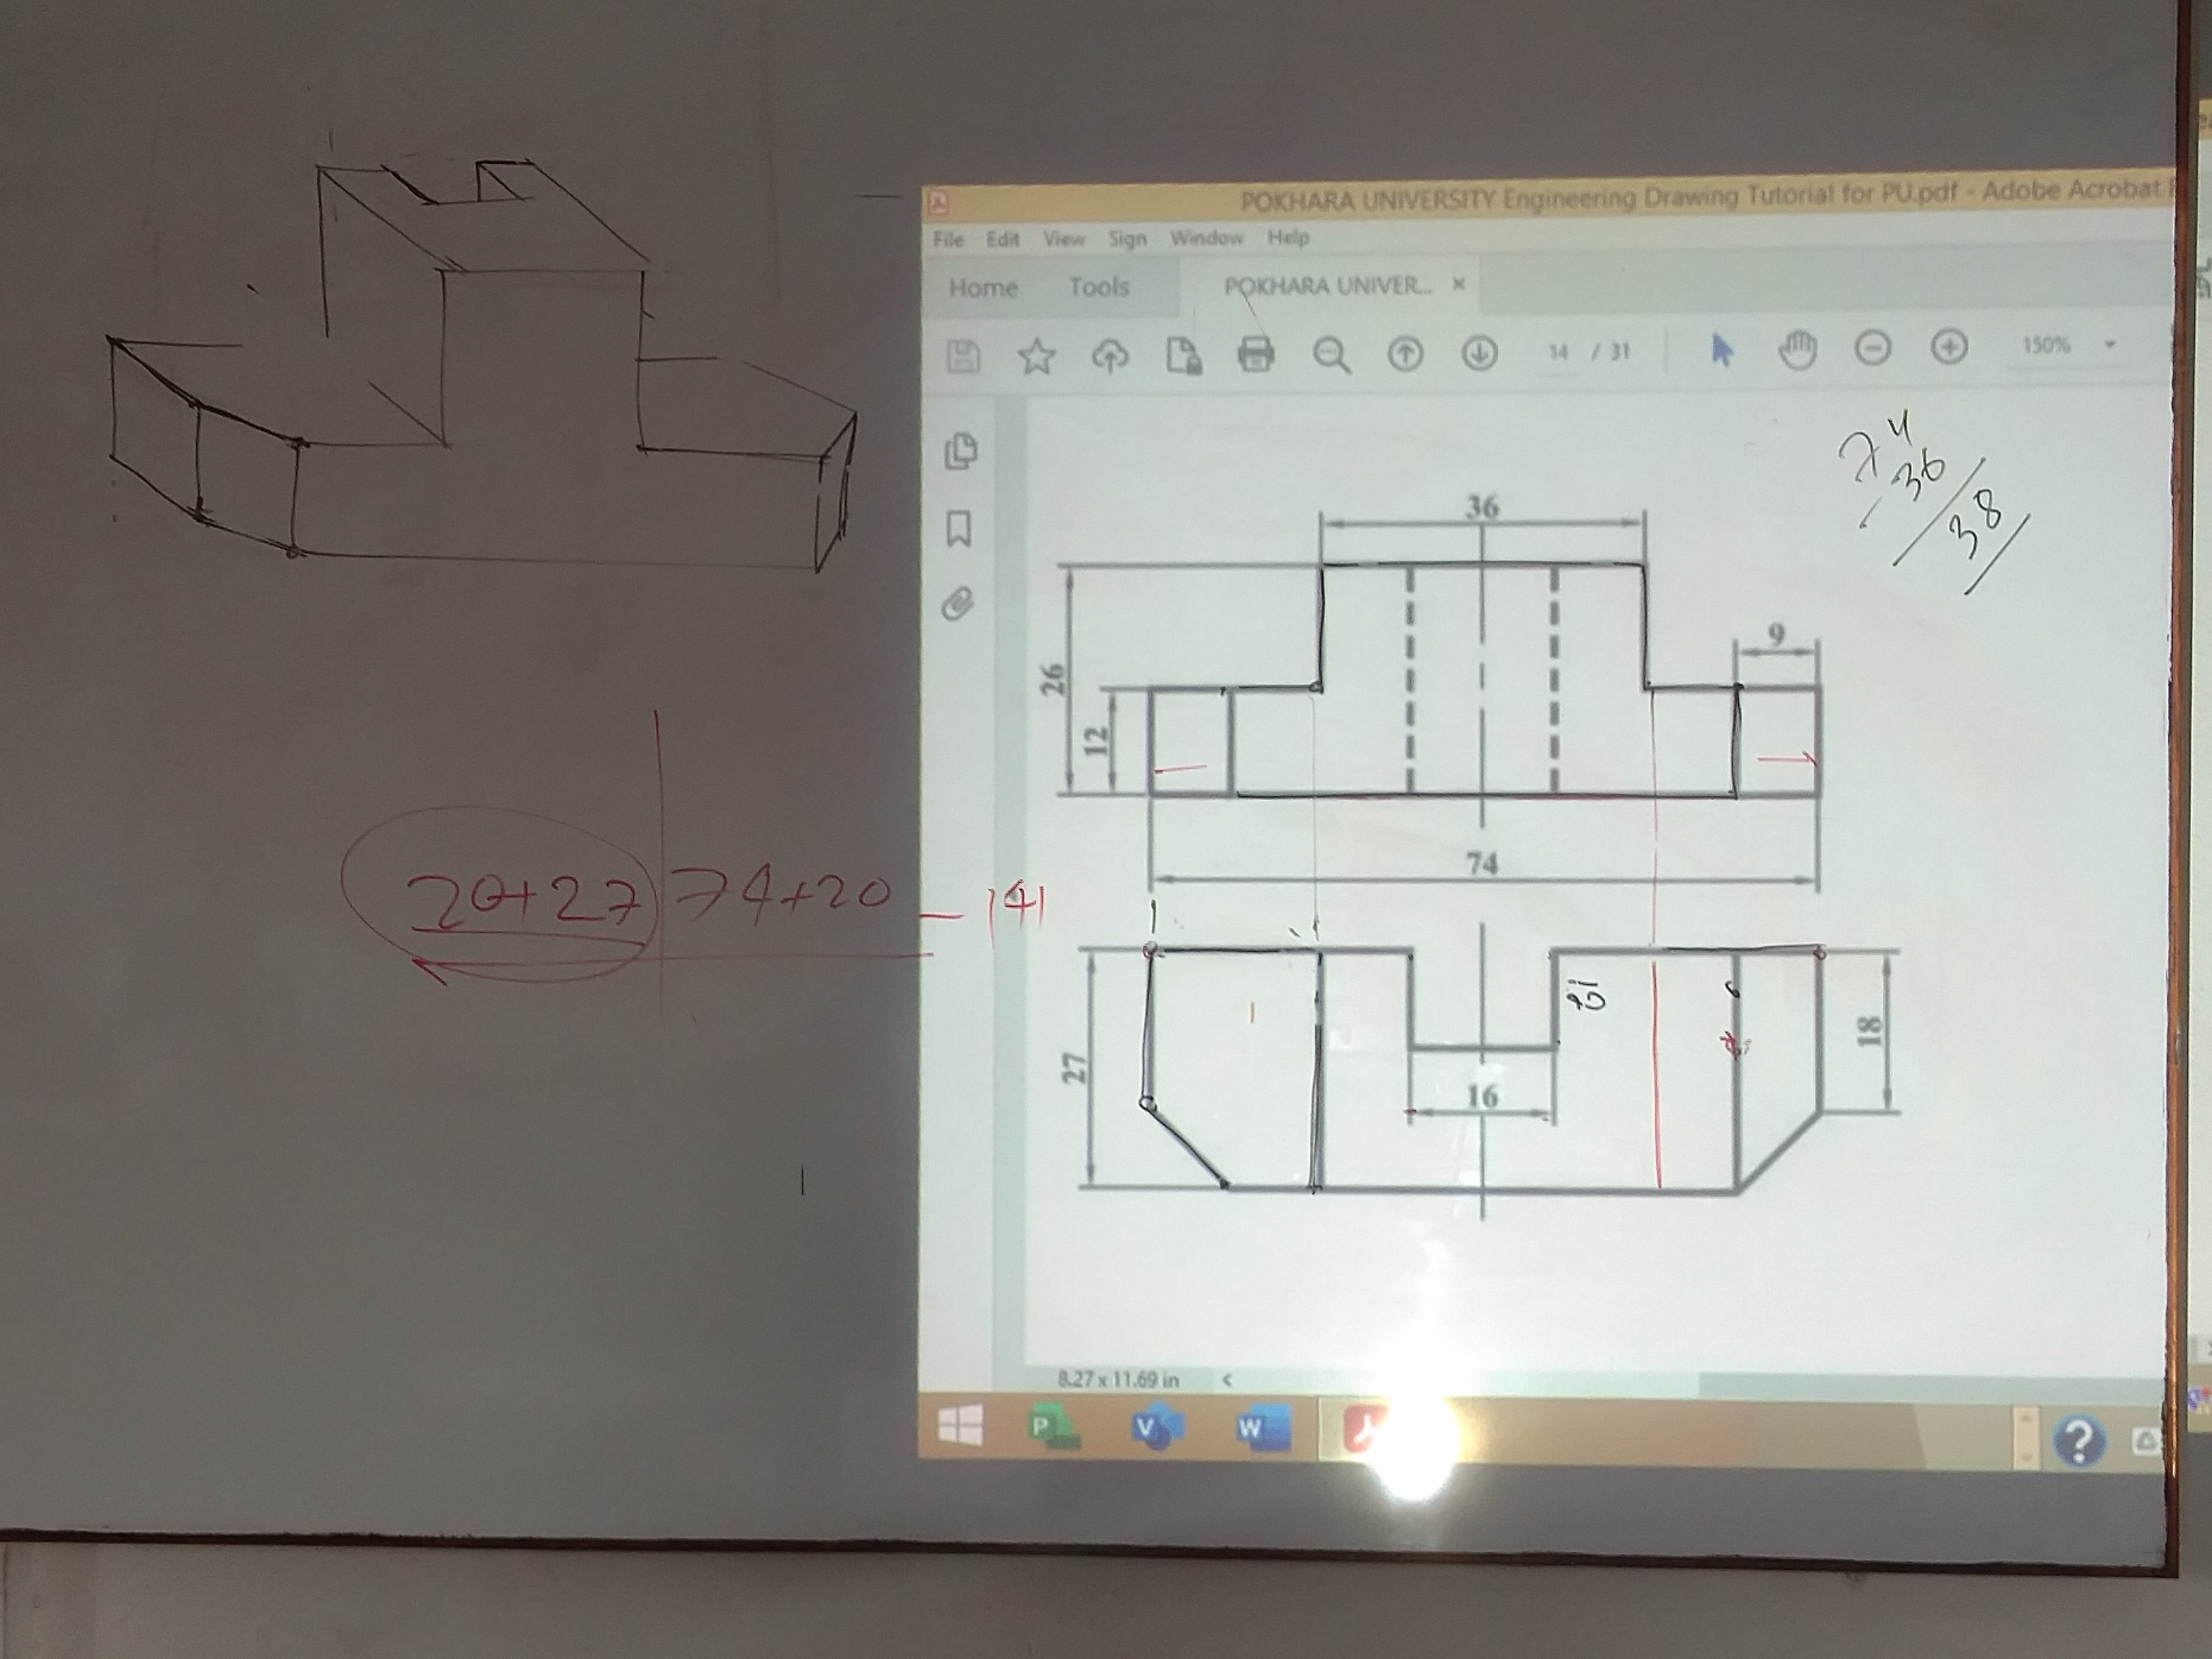 POKHARA UNIVERSITY Engineering Drawing Tutorial for PU.pdf - Adobe Acrobat
File Edit View Sign Window Help
Home Tools POKHARA UNIVER... ×
14 / 31 150%
74
- 36
38
36
9
26
12
74
20+27 74+20 - 141
27
18
16
8.27 x 11.69 in <
P V W ?